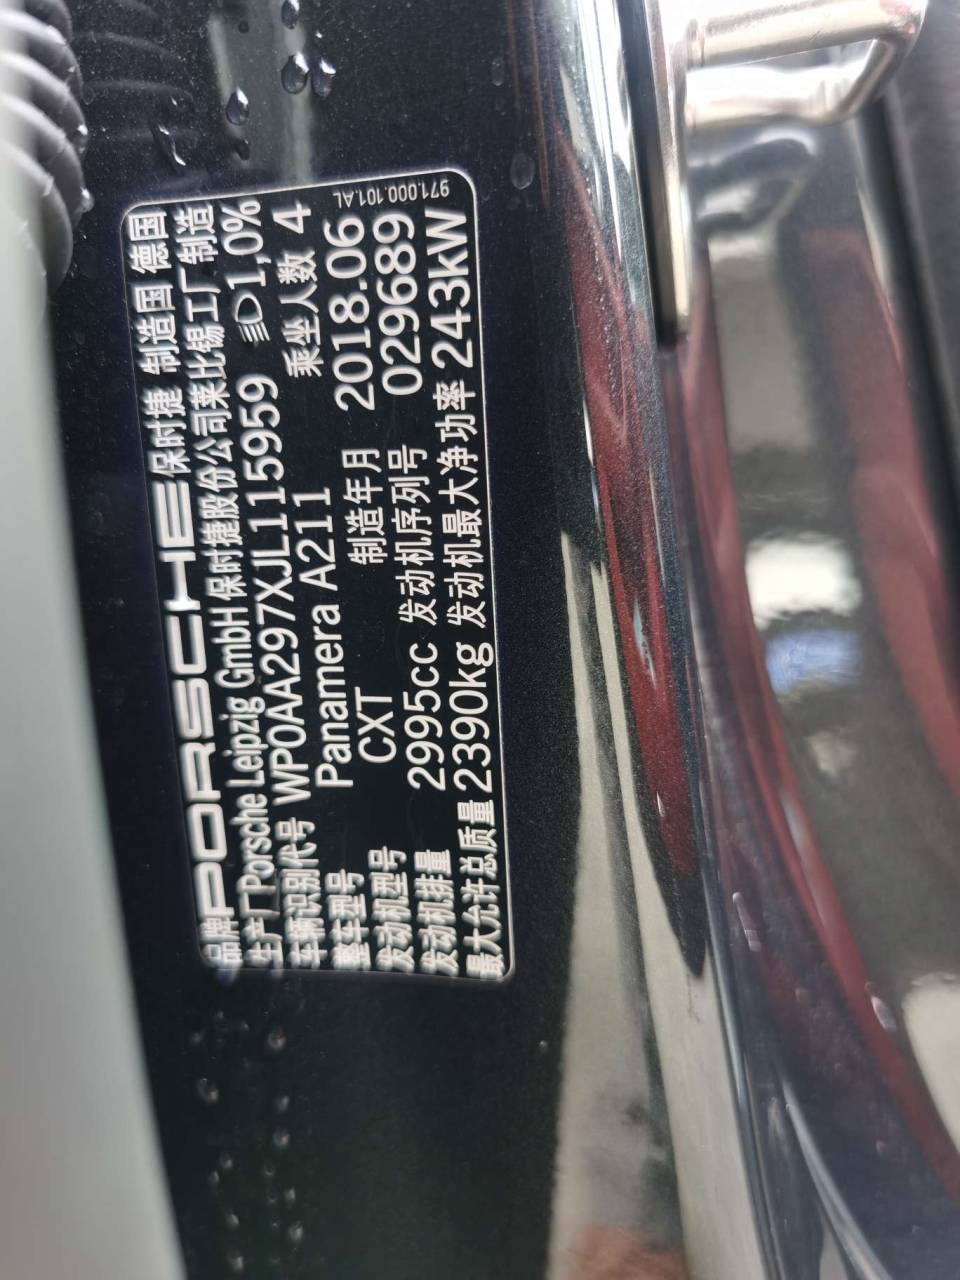 品牌 PORSCHE 保时捷 制造国 德国
生产厂 Porsche Leipzig GmbH 保时捷股份公司莱比锡工厂制造
车辆识别代号 WP0AA297XJL115959 1,0%
整车型号 Panamera A211 乘坐人数 4
发动机型号 CXT 制造年月 2018.06
发动机排量 2995cc 发动机序列号 029689
最大允许总质量 2390kg 发动机最大净功率 243kW
971.000.101.AL